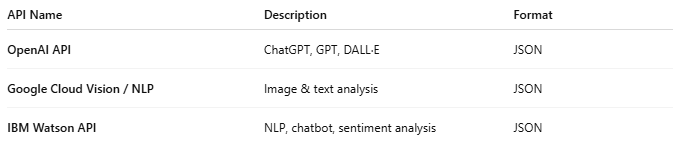 API Name Description Format
OpenAI API ChatGPT, GPT, DALL·E JSON
Google Cloud Vision / NLP Image & text analysis JSON
IBM Watson API NLP, chatbot, sentiment analysis JSON